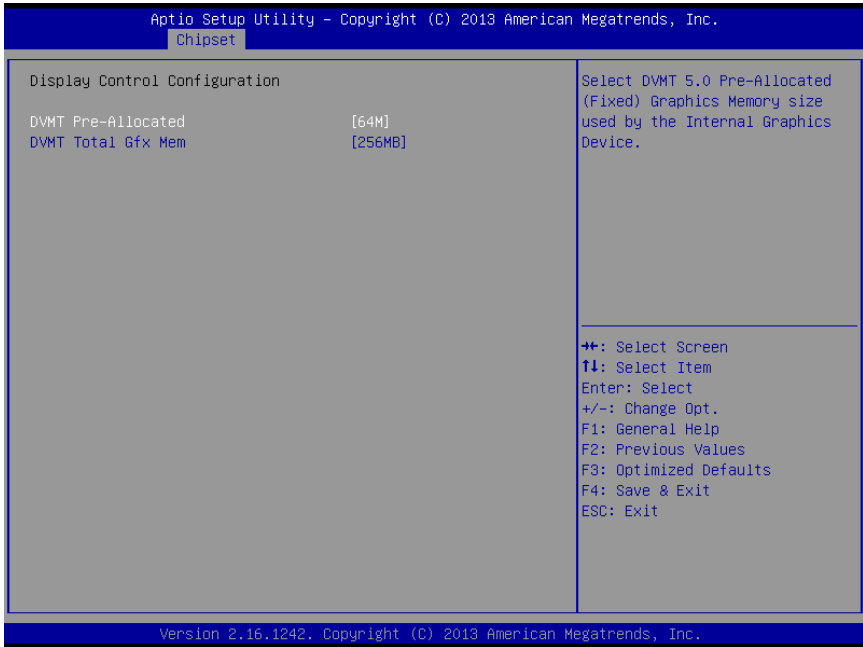 Aptio Setup Utility – Copyright (C) 2013 American Megatrends, Inc.
Chipset
Display Control Configuration
DVMT Pre-Allocated [64M]
DVMT Total Gfx Mem [256MB]
Select DVMT 5.0 Pre-Allocated
(Fixed) Graphics Memory size
used by the Internal Graphics
Device.
→←: Select Screen
↑↓: Select Item
Enter: Select
+/-: Change Opt.
F1: General Help
F2: Previous Values
F3: Optimized Defaults
F4: Save & Exit
ESC: Exit
Version 2.16.1242. Copyright (C) 2013 American Megatrends, Inc.